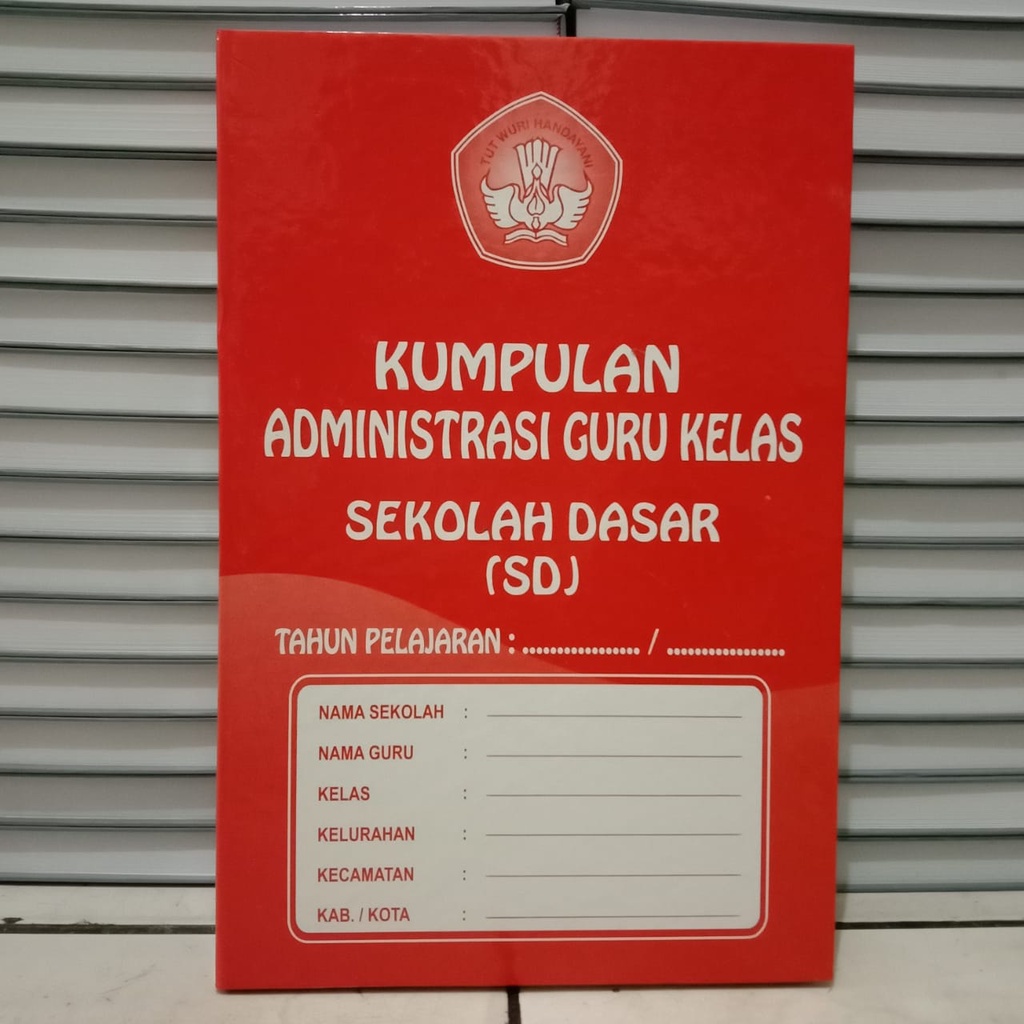 TUT WURI HANDAYANI
KUMPULAN
ADMINISTRASI GURU KELAS
SEKOLAH DASAR
(SD)
TAHUN PELAJARAN : ................. / .................
NAMA SEKOLAH :
NAMA GURU :
KELAS :
KELURAHAN :
KECAMATAN :
KAB. / KOTA :